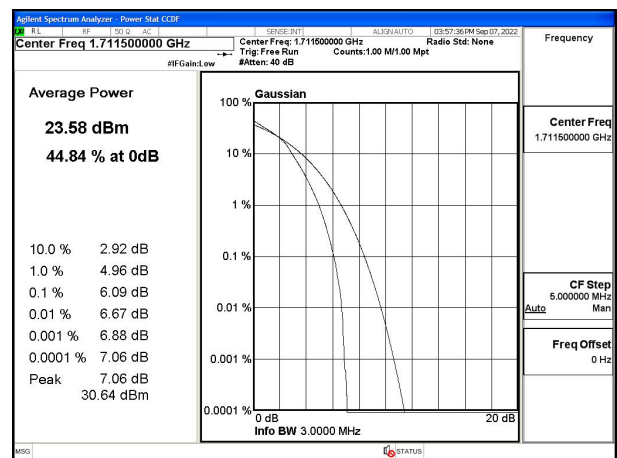 Agilent Spectrum Analyzer - Power Stat CCDF
LXI RL RF 50 Ω AC SENSE:INT ALIGN AUTO 03:57:36 PM Sep 07, 2022
Center Freq 1.711500000 GHz
Center Freq: 1.711500000 GHz Radio Std: None
Trig: Free Run Counts:1.00 M/1.00 Mpt
#IFGain:Low #Atten: 40 dB
Frequency
Average Power
23.58 dBm
44.84 % at 0dB
10.0 % 2.92 dB
1.0 % 4.96 dB
0.1 % 6.09 dB
0.01 % 6.67 dB
0.001 % 6.88 dB
0.0001 % 7.06 dB
Peak 7.06 dB
30.64 dBm
Gaussian
100 %
10 %
1 %
0.1 %
0.01 %
0.001 %
0.0001 %
0 dB 20 dB
Info BW 3.0000 MHz
Center Freq
1.711500000 GHz
CF Step
5.000000 MHz
Auto Man
Freq Offset
0 Hz
MSG STATUS